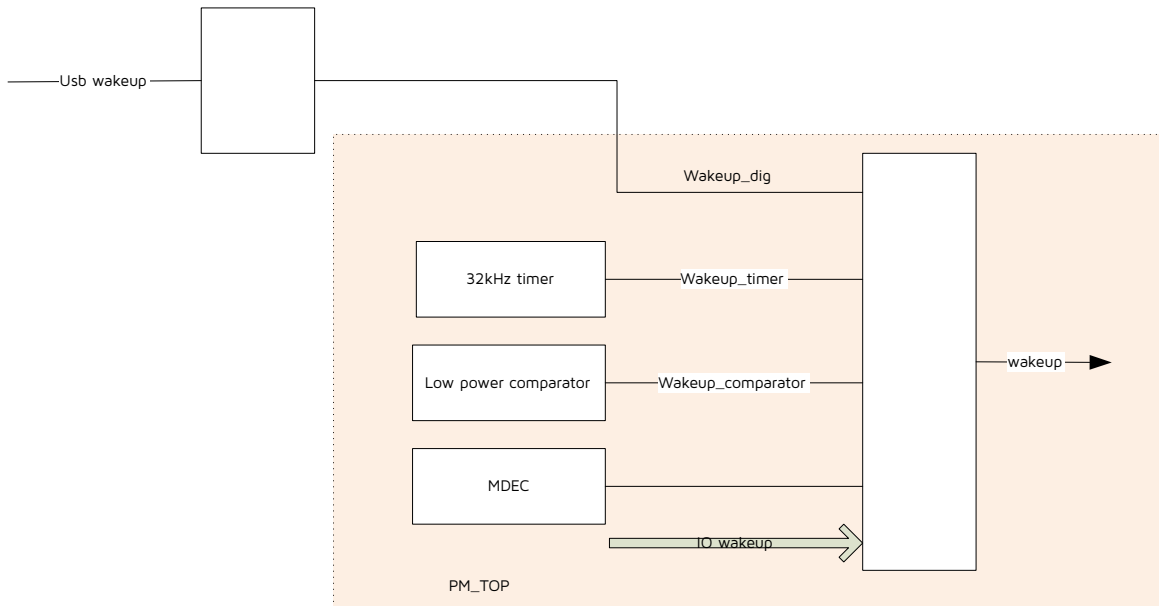 Usb wakeup
Wakeup_dig
32kHz timer
Wakeup_timer
wakeup
Low power comparator
Wakeup_comparator
MDEC
IO wakeup
PM_TOP